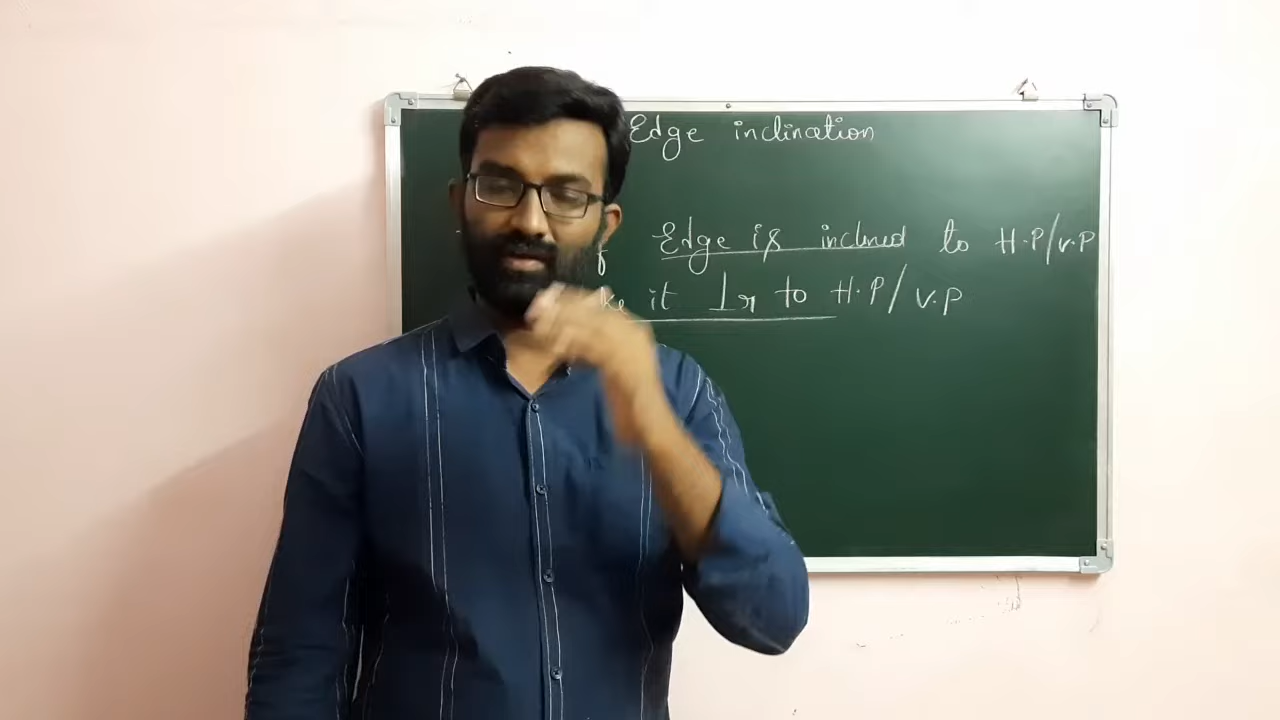 Edge inclination
Edge is inclined to H.P/V.P
it ⊥r to H.P/V.P